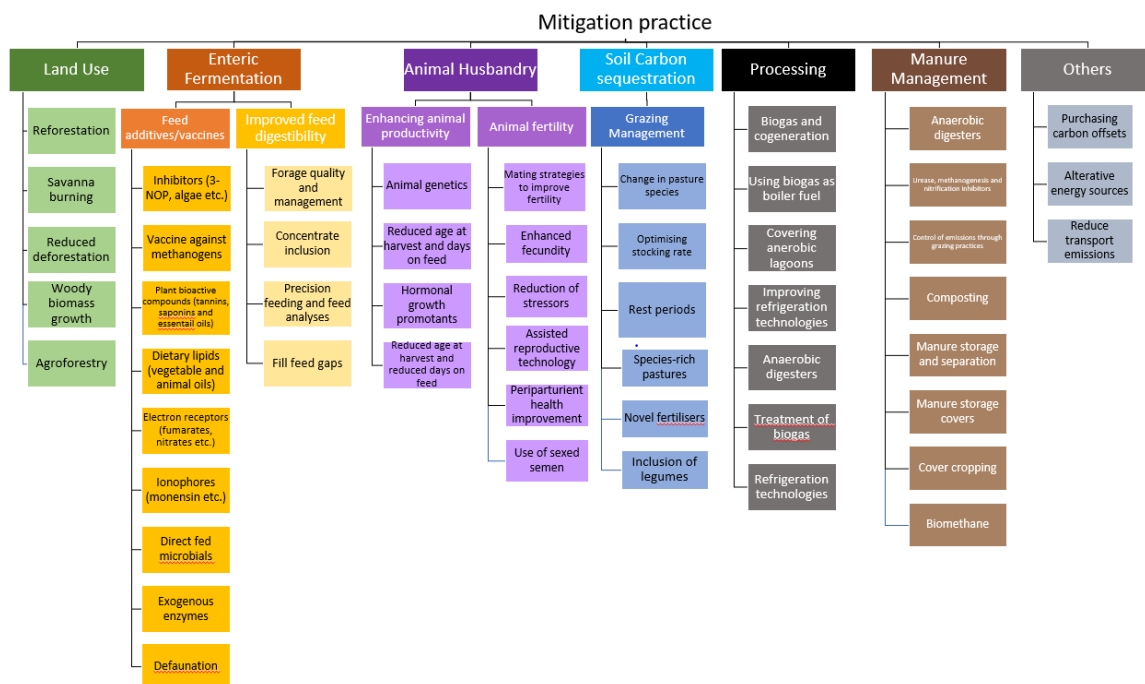 Mitigation practice
Land Use
Enteric
Fermentation
Animal Husbandry
Soil Carbon
sequestration
Processing
Manure
Management
Others
Reforestation
Savanna
burning
Reduced
deforestation
Woody
biomass
growth
Agroforestry
Feed
additives/vaccines
Inhibitors (3-
NOP, algae etc.)
Vaccine against
methanogens
Plant bioactive
compounds (tannins,
saponins and
essentail oils)
Dietary lipids
(vegetable and
animal oils)
Electron receptors
(fumarates,
nitrates etc.)
Ionophores
(monensin etc.)
Direct fed
microbials
Exogenous
enzymes
Defaunation
Improved feed
digestibility
Forage quality
and
management
Concentrate
inclusion
Precision
feeding and feed
analyses
Fill feed gaps
Enhancing animal
productivity
Animal genetics
Reduced age at
harvest and days
on feed
Hormonal
growth
promotants
Reduced age at
harvest and
reduced days on
feed
Animal fertility
Mating strategies
to improve
fertility
Enhanced
fecundity
Reduction of
stressors
Assisted
reproductive
technology
Periparturient
health
improvement
Use of sexed
semen
Grazing
Management
Change in pasture
species
Optimising
stocking rate
Rest periods
Species-rich
pastures
Novel fertilisers
Inclusion of
legumes
Biogas and
cogeneration
Using biogas as
boiler fuel
Covering
anerobic
lagoons
Improving
refrigeration
technologies
Anaerobic
digesters
Treatment of
biogas
Refrigeration
technologies
Anaerobic
digesters
Urease, methanogenesis and
nitrification inhibitors
Control of emissions through
grazing practices
Composting
Manure storage
and separation
Manure storage
covers
Cover cropping
Biomethane
Purchasing
carbon offsets
Alterative
energy sources
Reduce
transport
emissions